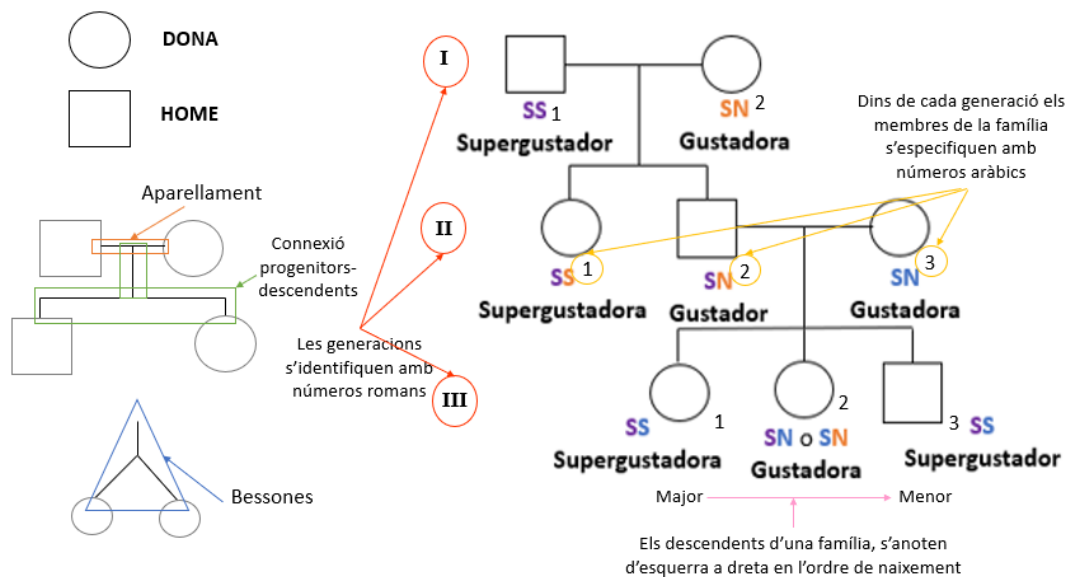 DONA
HOME
Aparellament
Connexió
progenitors-
descendents
Bessones
I
II
III
Les generacions
s'identifiquen amb
números romans
SS 1
Supergustador
SN 2
Gustadora
Dins de cada generació els
membres de la família
s'especifiquen amb
números aràbics
SS 1
Supergustadora
SN 2
Gustador
SN 3
Gustadora
SS 1
Supergustadora
2
SN o SN
Gustadora
3 SS
Supergustador
Major
Menor
Els descendents d'una família, s'anoten
d'esquerra a dreta en l'ordre de naixement